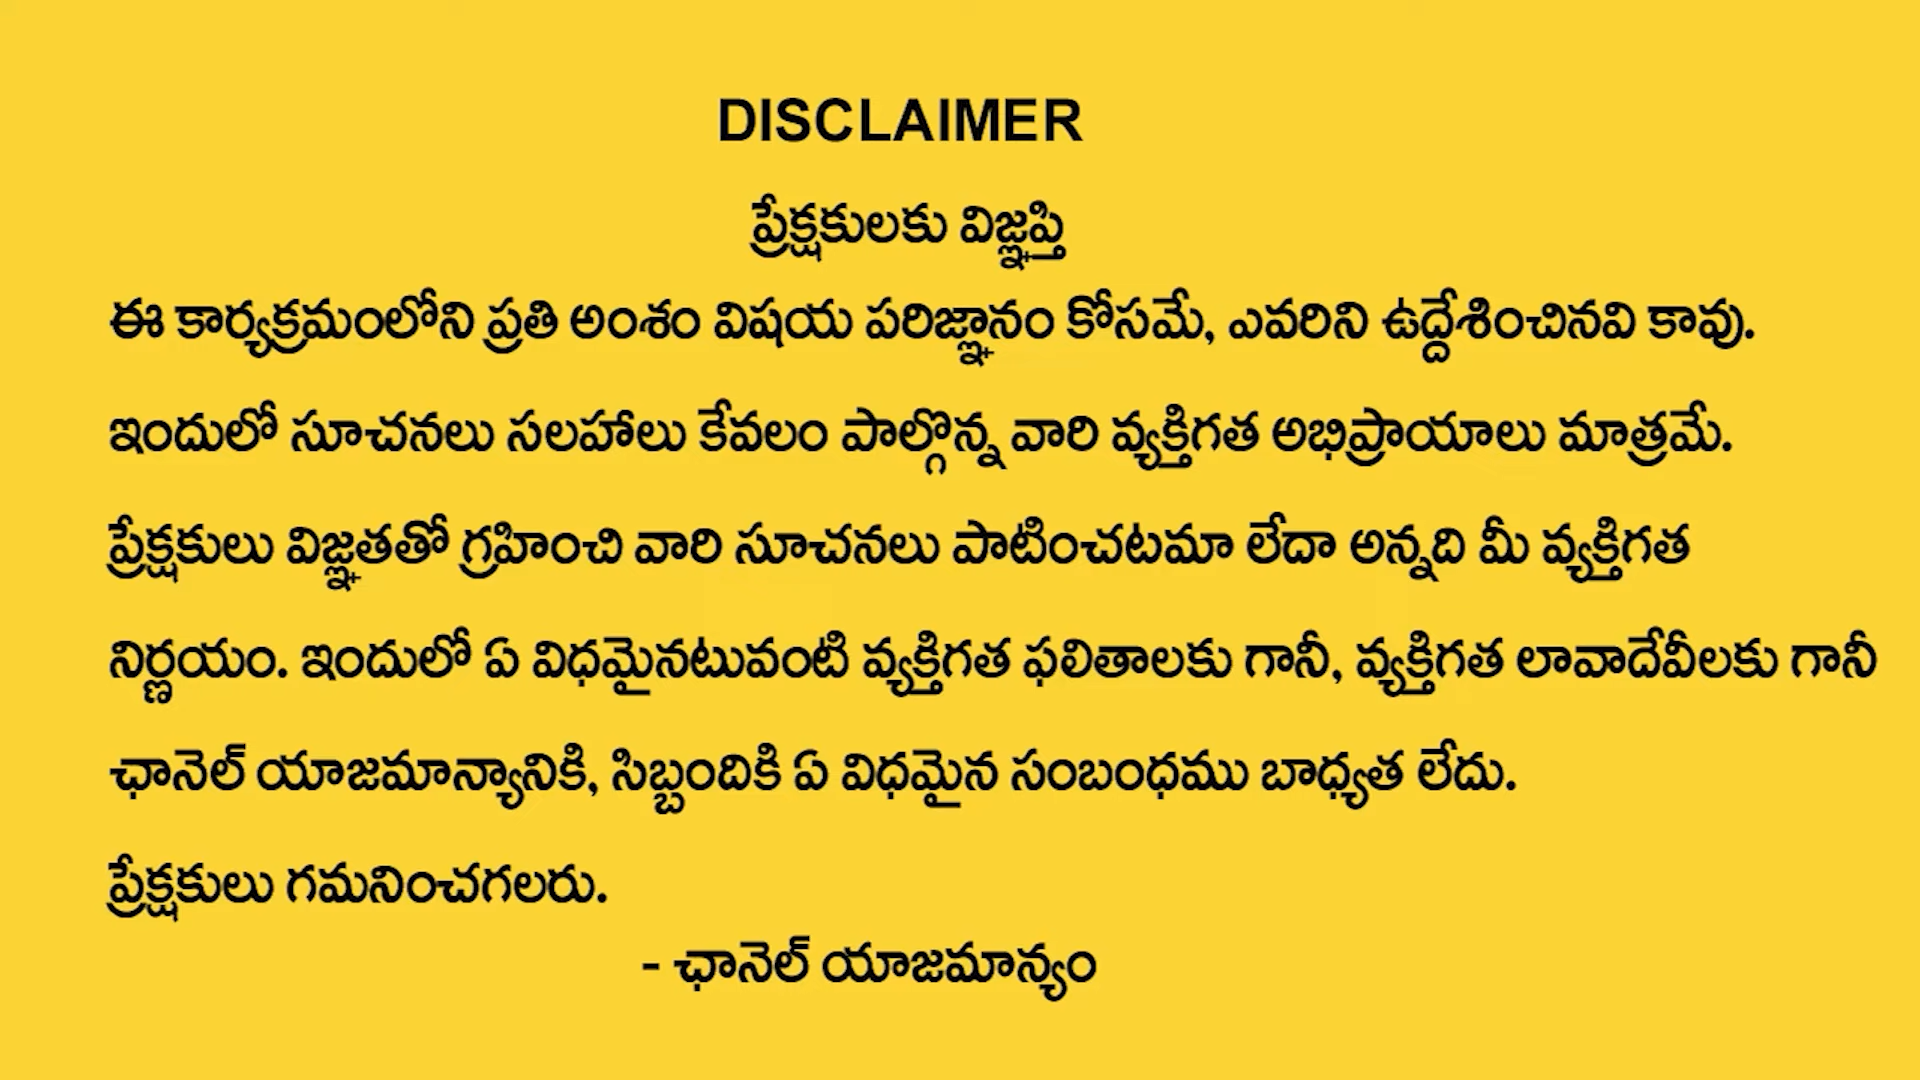 DISCLAIMER
ప్రేక్షకులకు విజ్ఞప్తి
ఈ కార్యక్రమంలోని ప్రతి అంశం విషయ పరిజ్ఞానం కోసమే, ఎవరిని ఉద్దేశించినవి కావు.
ఇందులో సూచనలు సలహాలు కేవలం పాల్గొన్న వారి వ్యక్తిగత అభిప్రాయాలు మాత్రమే.
ప్రేక్షకులు విజ్ఞతతో గ్రహించి వారి సూచనలు పాటించటమా లేదా అన్నది మీ వ్యక్తిగత
నిర్ణయం. ఇందులో ఏ విధమైనటువంటి వ్యక్తిగత ఫలితాలకు గానీ, వ్యక్తిగత లావాదేవీలకు గానీ
ఛానెల్ యాజమాన్యానికి, సిబ్బందికి ఏ విధమైన సంబంధము బాధ్యత లేదు.
ప్రేక్షకులు గమనించగలరు.
- ఛానెల్ యాజమాన్యం